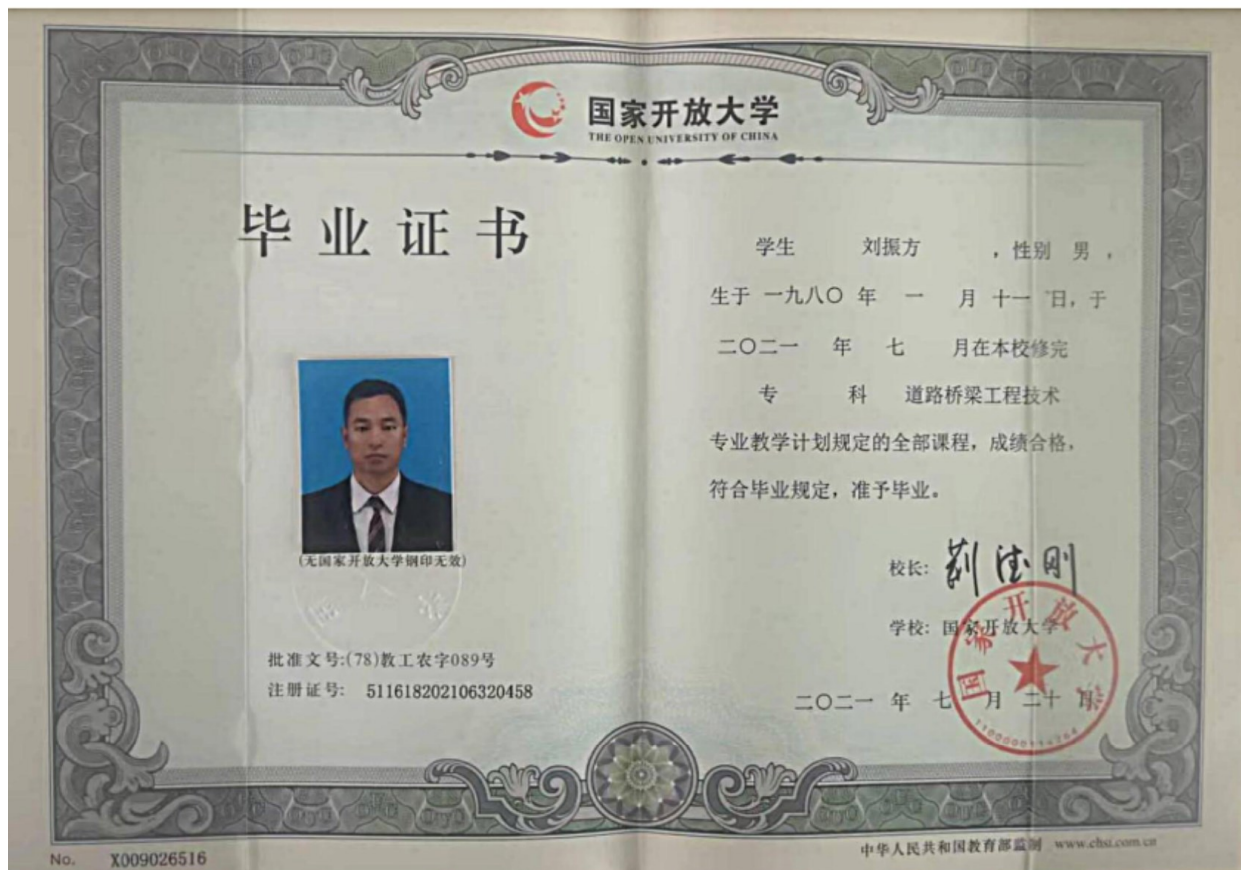 国家开放大学
THE OPEN UNIVERSITY OF CHINA
毕业证书
(无国家开放大学钢印无效)
批准文号:(78)教工农字089号
注册证号: 511618202106320458
学生 刘振方 ，性别 男，
生于 一九八〇 年 一 月 十一 日，于
二〇二一 年 七 月在本校修完
专 科 道路桥梁工程技术
专业教学计划规定的全部课程，成绩合格，
符合毕业规定，准予毕业。
校长:
学校: 国家开放大学
二〇二一 年 七 月 二十 日
国家开放大学
No. X009026516
中华人民共和国教育部监制 www.chsi.com.cn